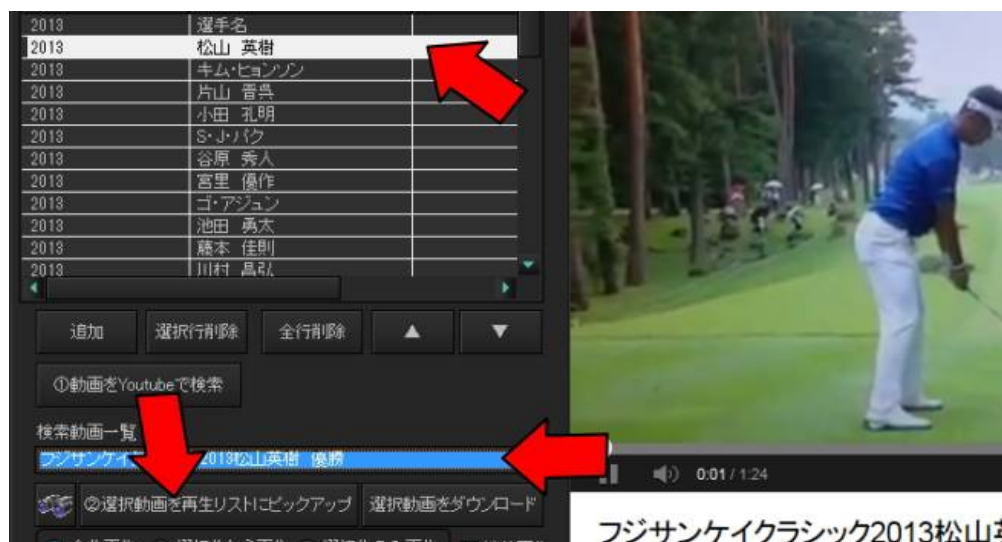 2013 選手名
2013 松山 英樹
2013 キム・ヒョンソン
2013 片山 晋呉
2013 小田 孔明
2013 S・J・パク
2013 谷原 秀人
2013 宮里 優作
2013 ゴ・アジュン
2013 池田 勇太
2013 藤本 佳則
2013 川村 昌弘
追加 選択行削除 全行削除 ▲ ▼
①動画をYoutubeで検索
検索動画一覧
フジサンケイ 2013松山英樹 優勝
0:01 / 1:24
②選択動画を再生リストにピックアップ 選択動画をダウンロード
フジサンケイクラシック2013松山